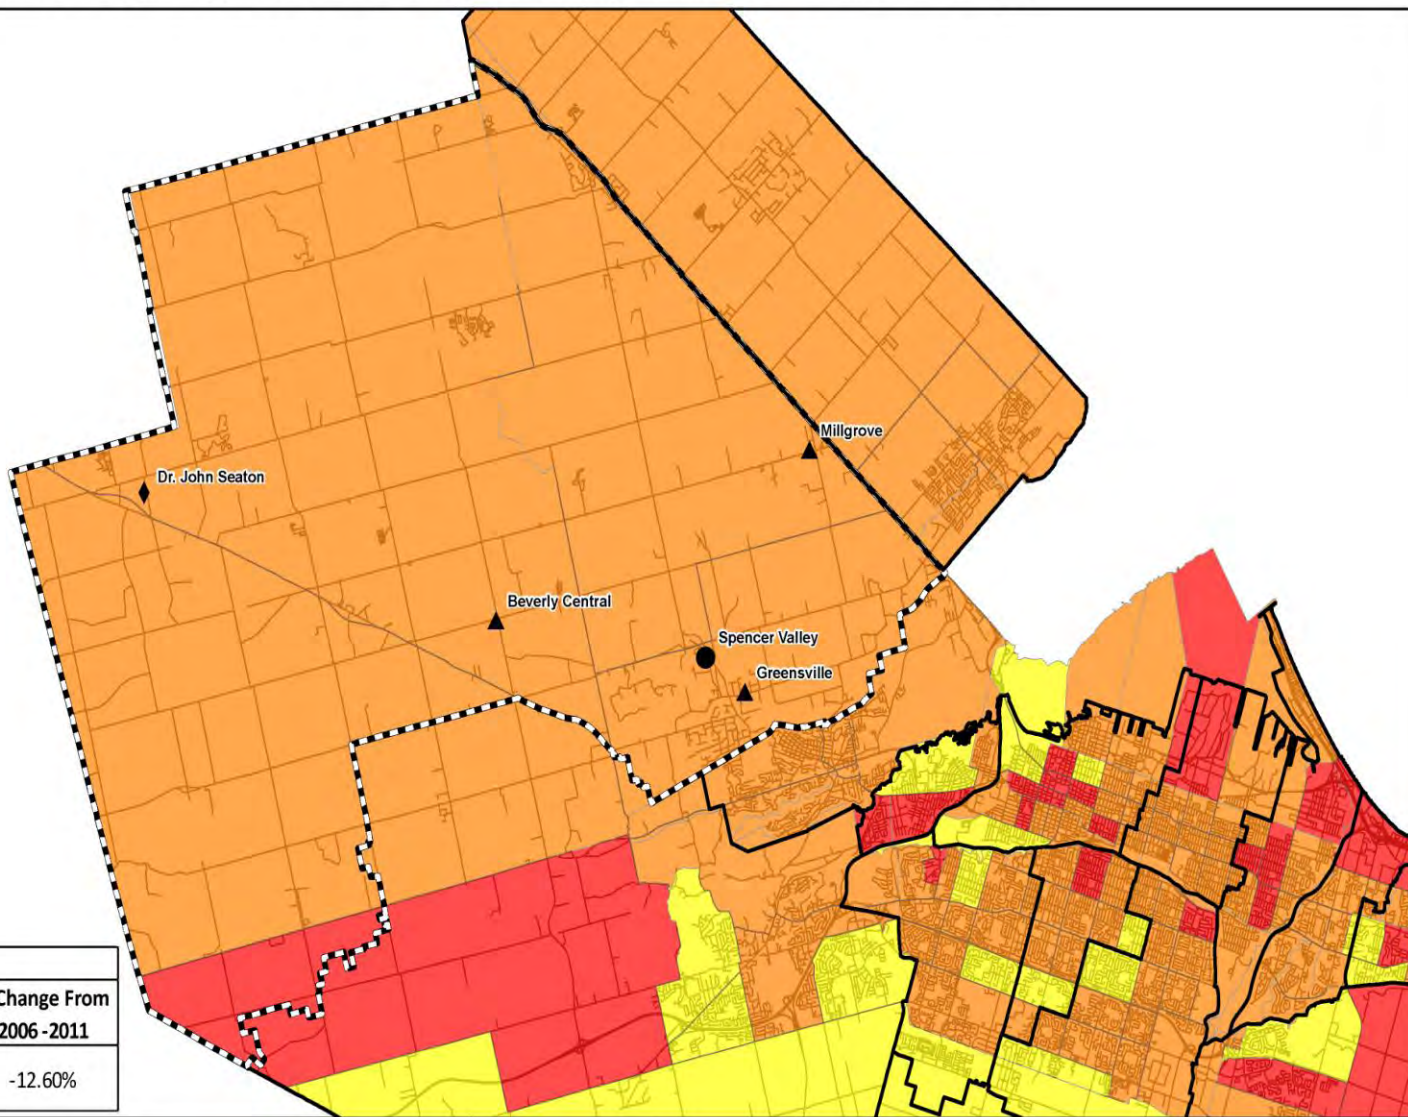 Millgrove
Dr. John Seaton
Beverly Central
Spencer Valley
Greensville
Change From
2006 -2011
-12.60%